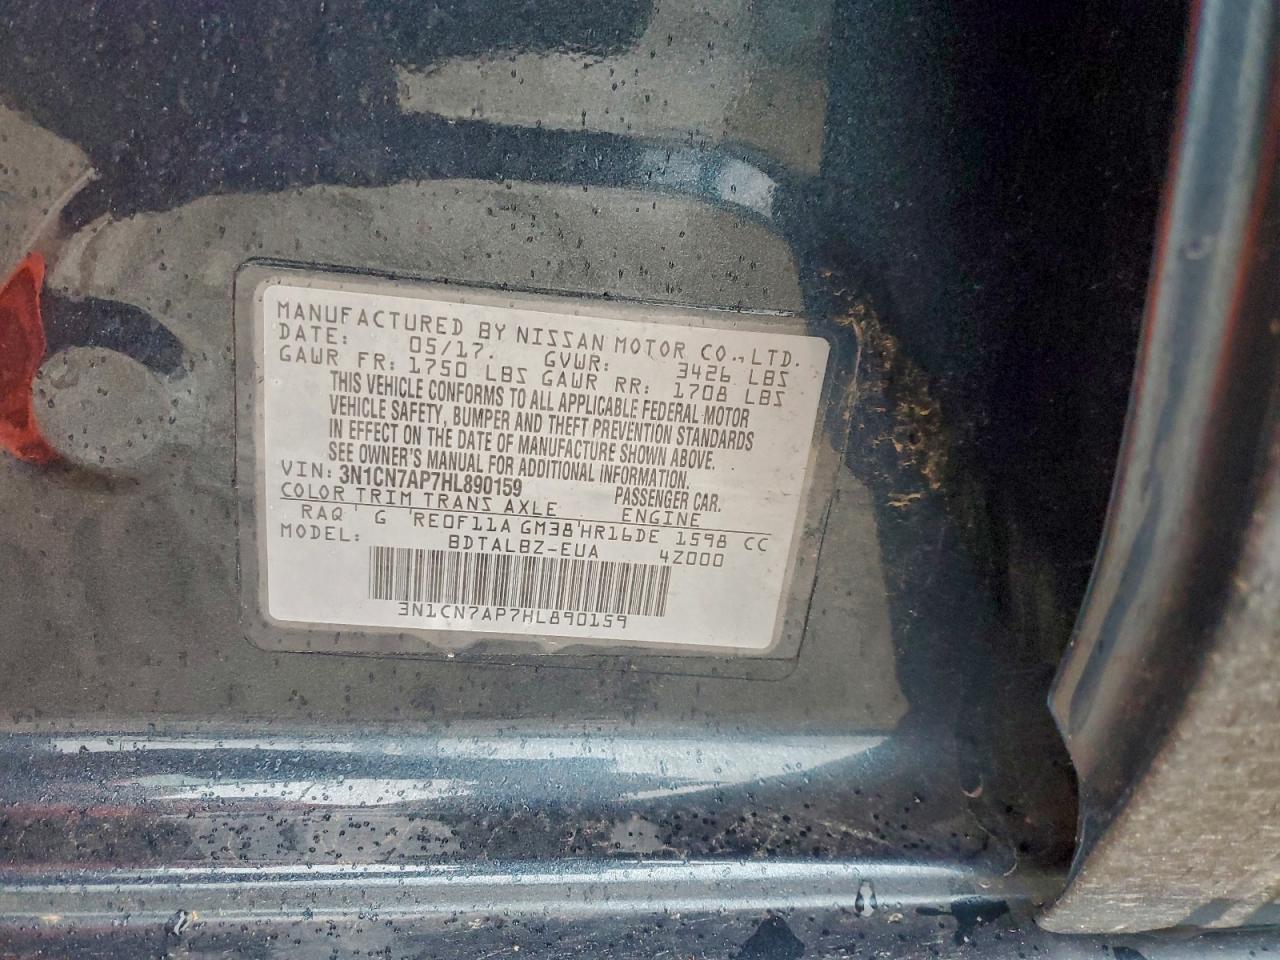 MANUFACTURED BY NISSAN MOTOR CO., LTD.
DATE: 05/17. GVWR: 3426 LBS
GAWR FR: 1750 LBS GAWR RR: 1708 LBS
THIS VEHICLE CONFORMS TO ALL APPLICABLE FEDERAL MOTOR
VEHICLE SAFETY, BUMPER AND THEFT PREVENTION STANDARDS
IN EFFECT ON THE DATE OF MANUFACTURE SHOWN ABOVE.
SEE OWNER'S MANUAL FOR ADDITIONAL INFORMATION.
VIN: 3N1CN7AP7HL890159 PASSENGER CAR.
COLOR TRIM TRANS AXLE ENGINE
RAQ' G 'RE0F11A GM38'HR16DE 1598 CC
MODEL: BDTALBZ-EUA 4Z000
3N1CN7AP7HL890159